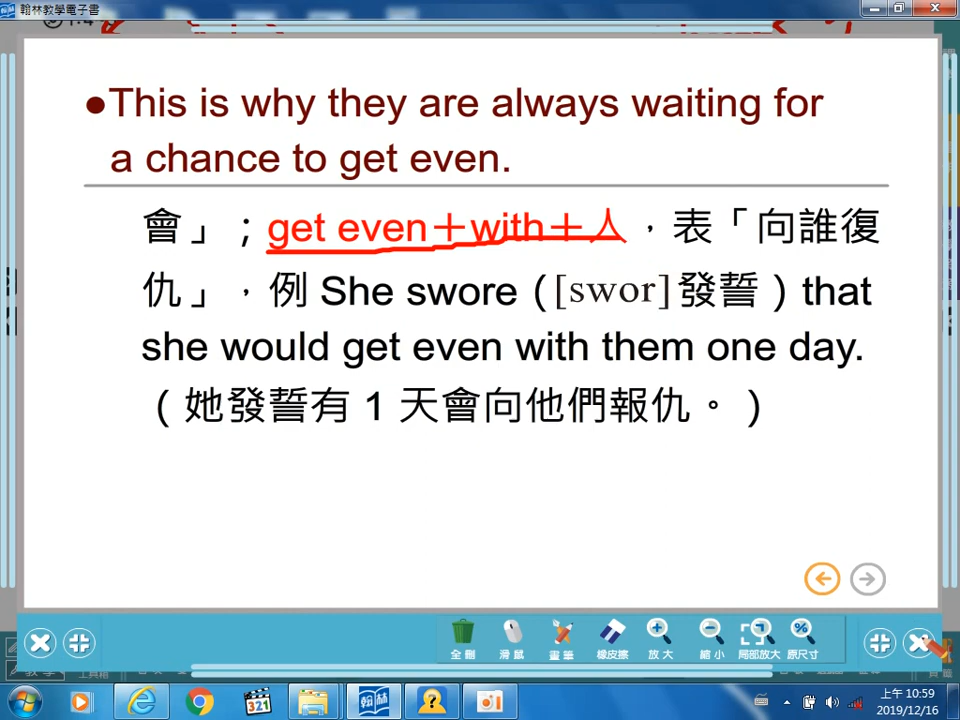 翰林教學電子書
●This is why they are always waiting for
a chance to get even.
會」；get even＋with＋人，表「向誰復
仇」，例 She swore（[swor]發誓）that
she would get even with them one day.
（她發誓有 1 天會向他們報仇。）
全刪 滑鼠 畫筆 橡皮擦 放大 縮小 局部放大 原尺寸
321 翰林 上午 10:59
2019/12/16